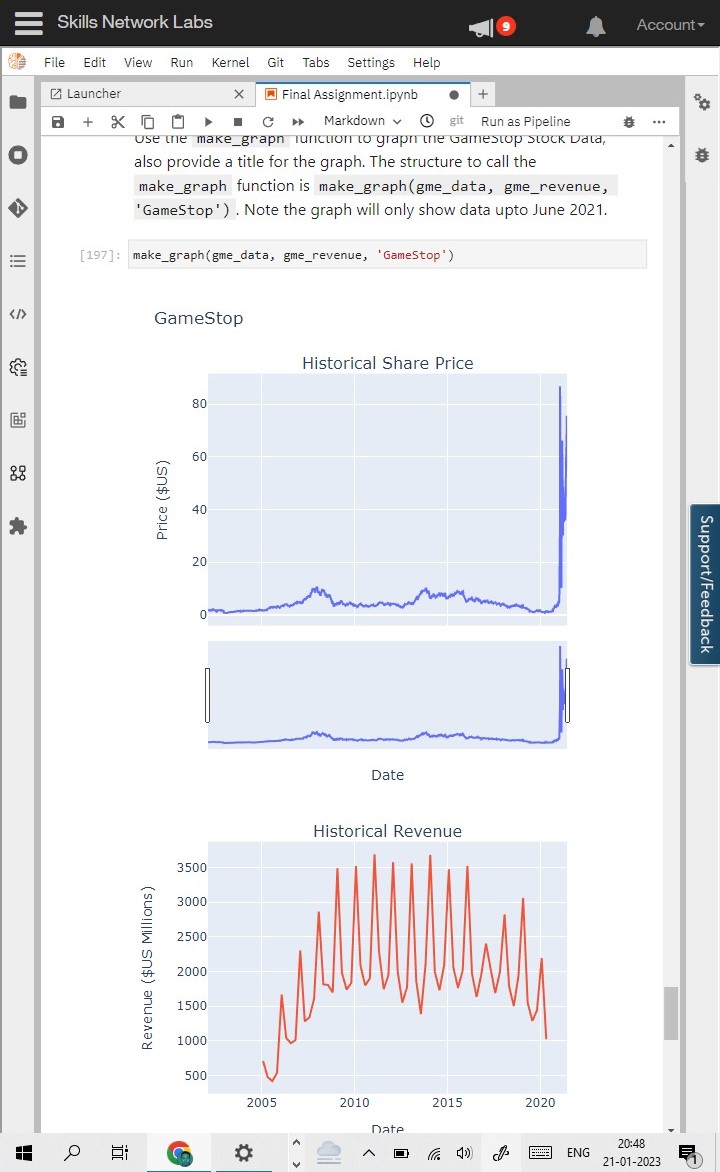 Skills Network Labs
9
Account
File Edit View Run Kernel Git Tabs Settings Help
Launcher
Final Assignment.ipynb
Markdown
git
Run as Pipeline
Use the make_graph function to graph the GameStop Stock Data,
also provide a title for the graph. The structure to call the
make_graph function is make_graph(gme_data, gme_revenue,
'GameStop') . Note the graph will only show data upto June 2021.
[197]: make_graph(gme_data, gme_revenue, 'GameStop')
GameStop
Historical Share Price
80
60
40
20
0
Price ($US)
Date
Historical Revenue
3500
3000
2500
2000
1500
1000
500
Revenue ($US Millions)
2005 2010 2015 2020
Date
Support/Feedback
ENG
20:48
21-01-2023
1